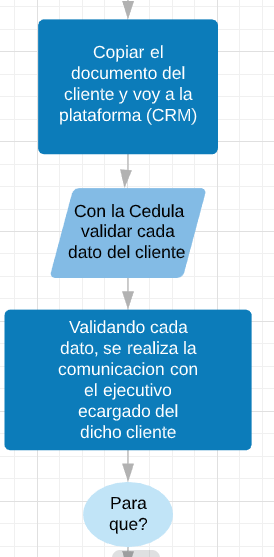 Copiar el
documento del
cliente y voy a la
plataforma (CRM)
Con la Cedula
validar cada
dato del cliente
Validando cada
dato, se realiza la
comunicacion con
el ejecutivo
ecargado del
dicho cliente
Para
que?